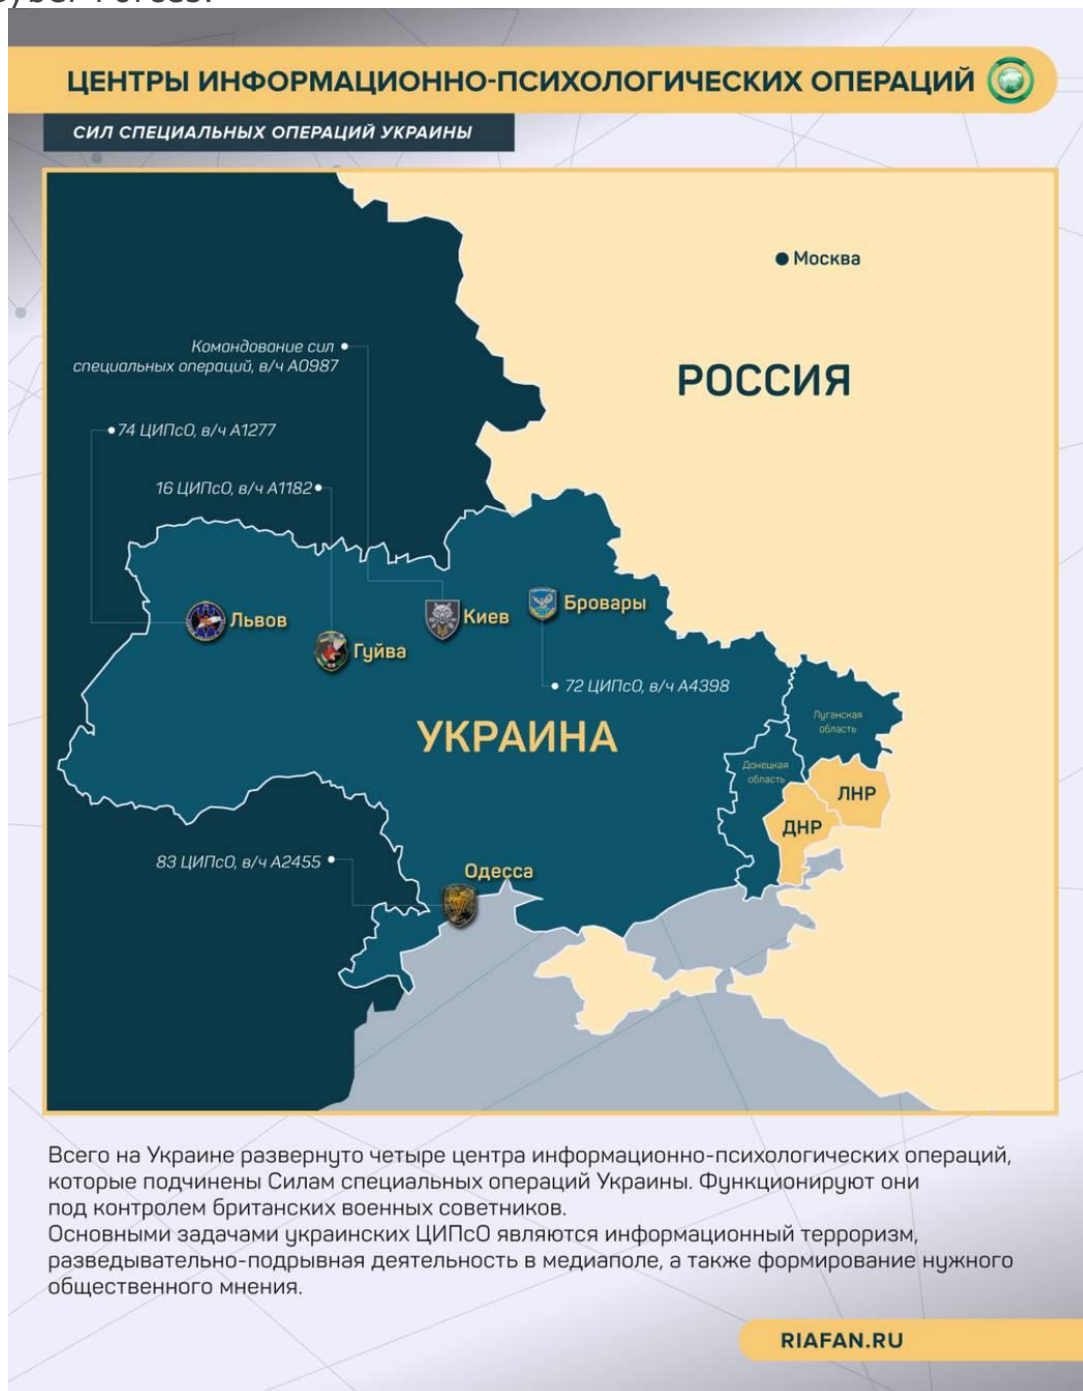 ЦЕНТРЫ ИНФОРМАЦИОННО-ПСИХОЛОГИЧЕСКИХ ОПЕРАЦИЙ
СИЛ СПЕЦИАЛЬНЫХ ОПЕРАЦИЙ УКРАИНЫ
Москва
Командование сил
специальных операций, в/ч А0987
РОССИЯ
74 ЦИПсО, в/ч А1277
16 ЦИПсО, в/ч А1182
Бровары
Львов
Киев
Гуйва
72 ЦИПсО, в/ч А4398
УКРАИНА
Луганская
область
Донецкая
область
ЛНР
ДНР
83 ЦИПсО, в/ч А2455
Одесса
Всего на Украине развернуто четыре центра информационно-психологических операций,
которые подчинены Силам специальных операций Украины. Функционируют они
под контролем британских военных советников.
Основными задачами украинских ЦИПсО являются информационный терроризм,
разведывательно-подрывная деятельность в медиаполе, а также формирование нужного
общественного мнения.
RIAFAN.RU